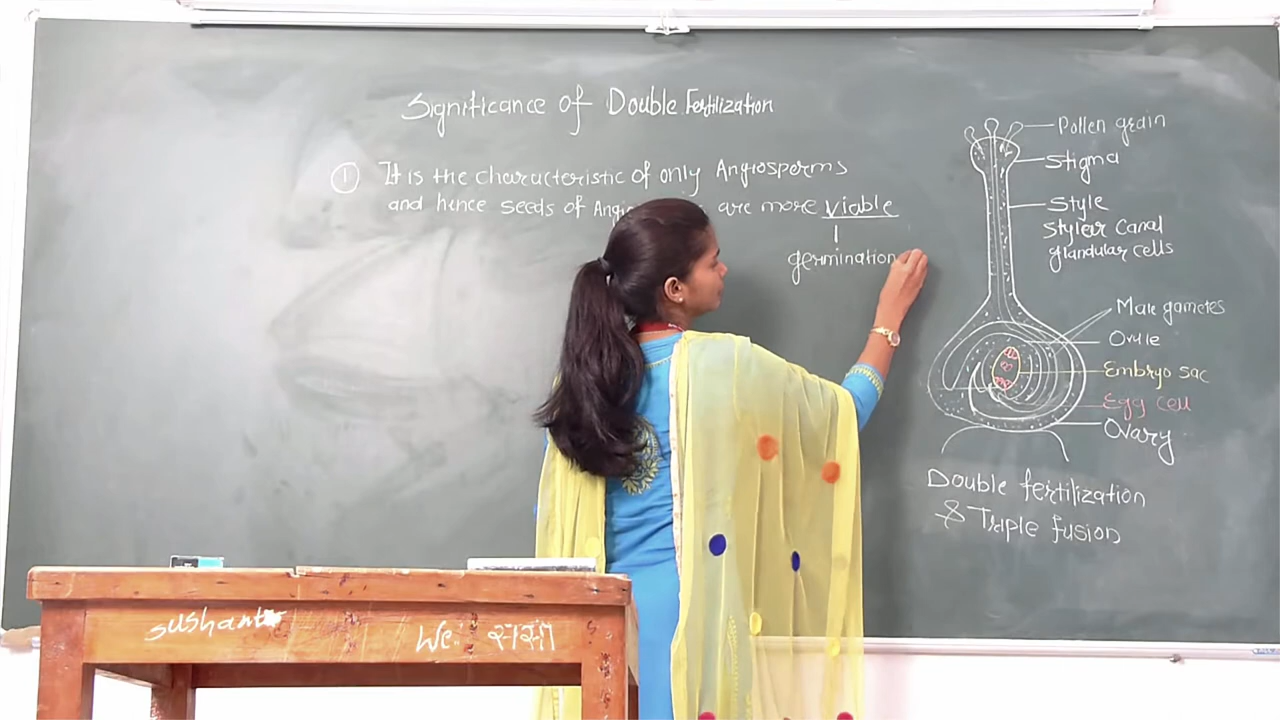 Significance of Double Fertilization
① It is the characteristic of only Angiosperms
and hence seeds of Angio are more viable
germination
Pollen grain
Stigma
Style
Stylar Canal
glandular cells
Male gametes
Ovule
Embryo sac
Egg cell
Ovary
Double fertilization
& Triple fusion
sushant
We: